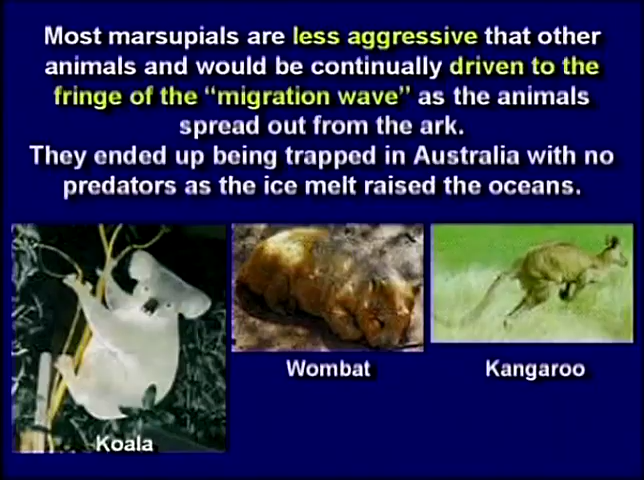 Most marsupials are less aggressive that other
animals and would be continually driven to the
fringe of the “migration wave” as the animals
spread out from the ark.
They ended up being trapped in Australia with no
predators as the ice melt raised the oceans.
Wombat
Kangaroo
Koala